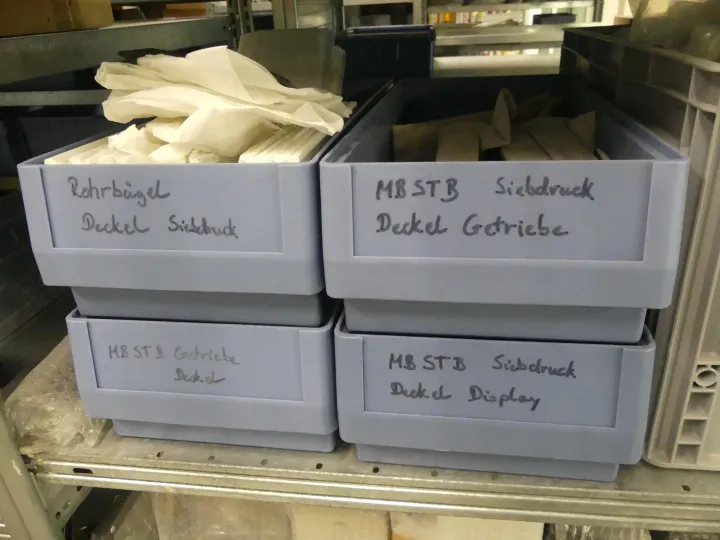 Rohrbügel
Deckel Siebdruck
MB STB Siebdruck
Deckel Getriebe
MB STB Getriebe
Deckel
MB STB Siebdruck
Deckel Display